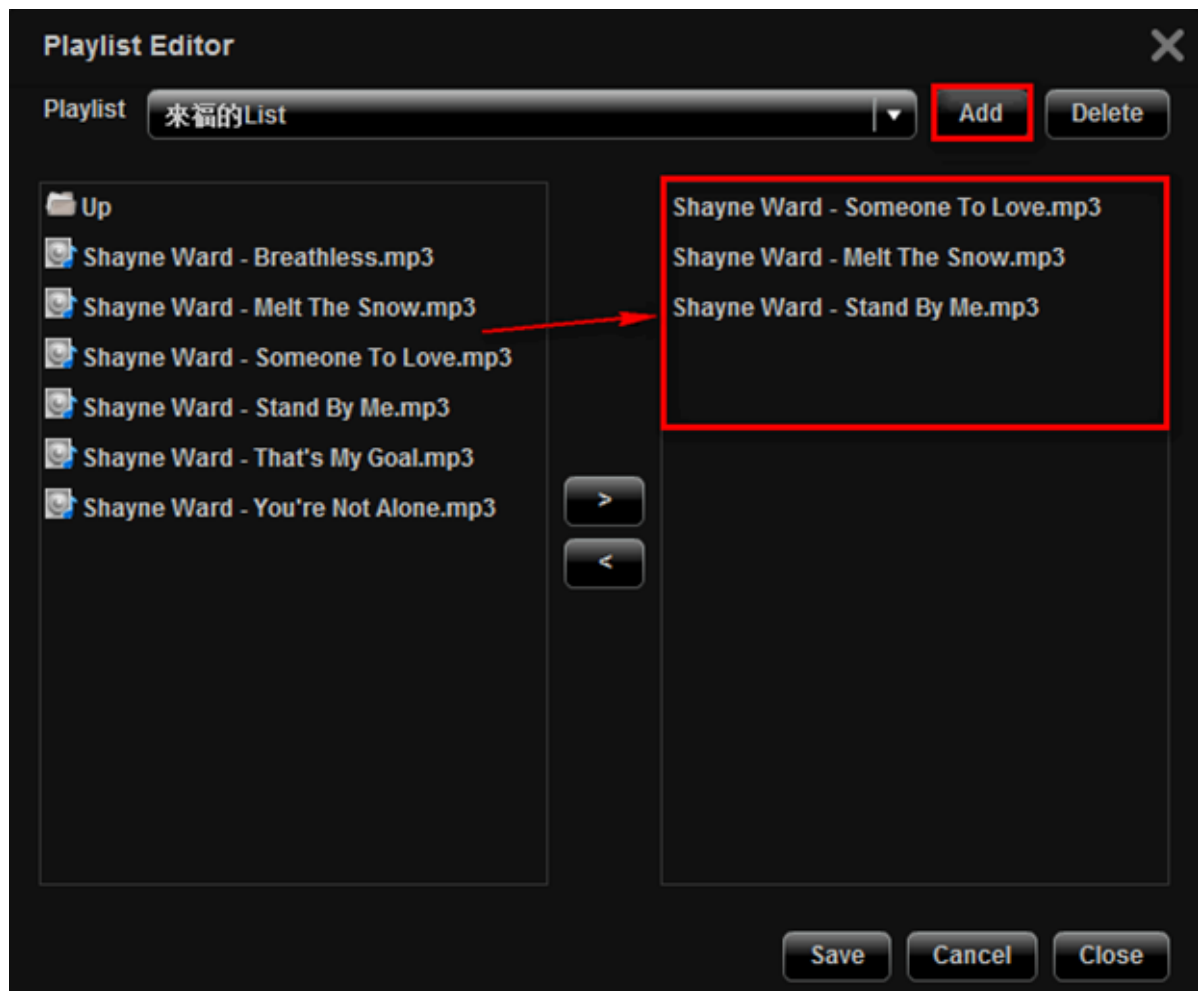 Playlist Editor
Playlist 來福的List Add Delete
Up
Shayne Ward - Breathless.mp3
Shayne Ward - Melt The Snow.mp3
Shayne Ward - Someone To Love.mp3
Shayne Ward - Stand By Me.mp3
Shayne Ward - That's My Goal.mp3
Shayne Ward - You're Not Alone.mp3
>
<
Shayne Ward - Someone To Love.mp3
Shayne Ward - Melt The Snow.mp3
Shayne Ward - Stand By Me.mp3
Save Cancel Close